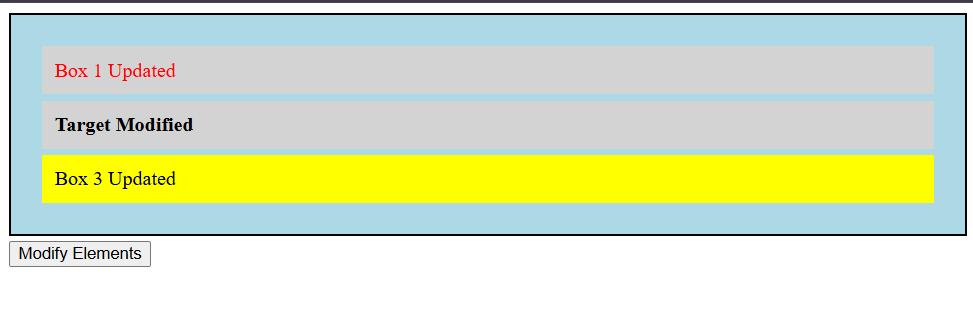 Box 1 Updated
Target Modified
Box 3 Updated
Modify Elements